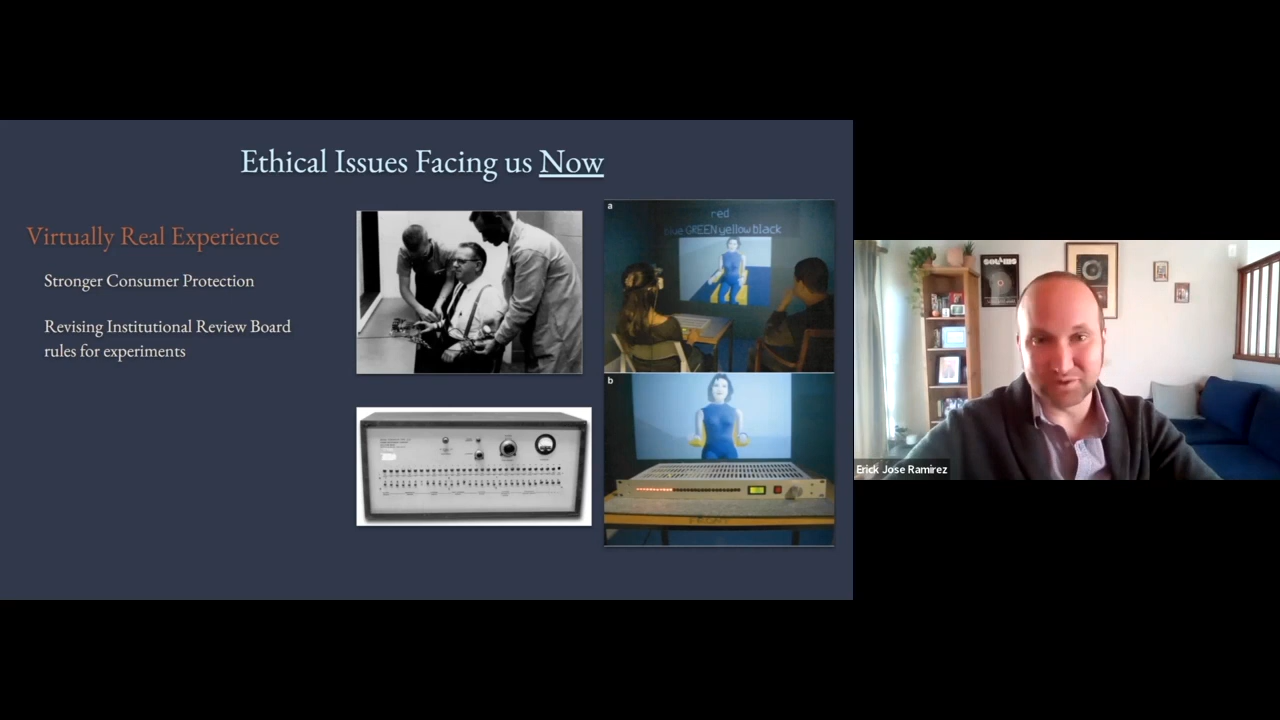 Ethical Issues Facing us Now
Virtually Real Experience
Stronger Consumer Protection
Revising Institutional Review Board
rules for experiments
a
red
blue GREEN yellow black
b
COLLINS
Erick Jose Ramirez